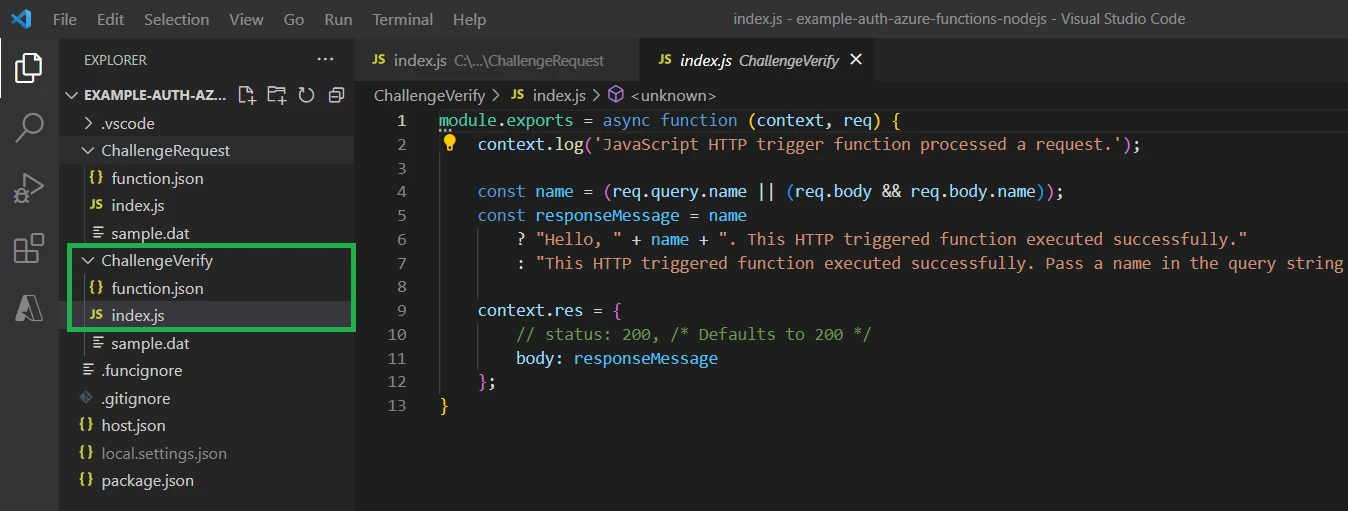 File Edit Selection View Go Run Terminal Help
index.js - example-auth-azure-functions-nodejs - Visual Studio Code
EXPLORER
EXAMPLE-AUTH-AZ...
.vscode
ChallengeRequest
{} function.json
JS index.js
sample.dat
ChallengeVerify
{} function.json
JS index.js
sample.dat
.funcignore
.gitignore
{} host.json
{} local.settings.json
{} package.json
JS index.js C:\...\ChallengeRequest
JS index.js ChallengeVerify
ChallengeVerify > JS index.js > <unknown>
1 module.exports = async function (context, req) {
2 context.log('JavaScript HTTP trigger function processed a request.');
3
4 const name = (req.query.name || (req.body && req.body.name));
5 const responseMessage = name
6 ? "Hello, " + name + ". This HTTP triggered function executed successfully."
7 : "This HTTP triggered function executed successfully. Pass a name in the query string
8
9 context.res = {
10 // status: 200, /* Defaults to 200 */
11 body: responseMessage
12 };
13 }